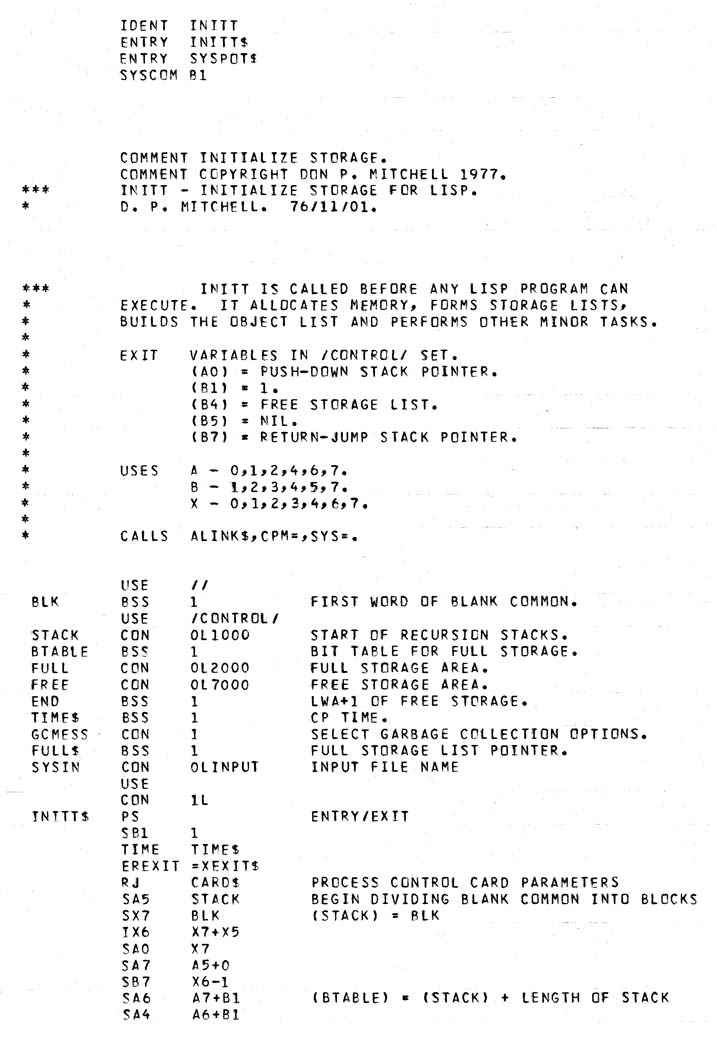 IDENT INITT
ENTRY INITT$
ENTRY SYSPOT$
SYSCOM B1
COMMENT INITIALIZE STORAGE.
COMMENT COPYRIGHT DON P. MITCHELL 1977.
*** INITT - INITIALIZE STORAGE FOR LISP.
* D. P. MITCHELL. 76/11/01.
*** INITT IS CALLED BEFORE ANY LISP PROGRAM CAN
* EXECUTE. IT ALLOCATES MEMORY, FORMS STORAGE LISTS,
* BUILDS THE OBJECT LIST AND PERFORMS OTHER MINOR TASKS.
*
* EXIT VARIABLES IN /CONTROL/ SET.
* (A0) = PUSH-DOWN STACK POINTER.
* (B1) = 1.
* (B4) = FREE STORAGE LIST.
* (B5) = NIL.
* (B7) = RETURN-JUMP STACK POINTER.
*
* USES A - 0,1,2,4,6,7.
* B - 1,2,3,4,5,7.
* X - 0,1,2,3,4,6,7.
*
* CALLS ALINK$,CPM=,SYS=.
USE //
BLK BSS 1 FIRST WORD OF BLANK COMMON.
USE /CONTROL/
STACK CON 0L1000 START OF RECURSION STACKS.
BTABLE BSS 1 BIT TABLE FOR FULL STORAGE.
FULL CON 0L2000 FULL STORAGE AREA.
FREE CON 0L7000 FREE STORAGE AREA.
END BSS 1 LWA+1 OF FREE STORAGE.
TIME$ BSS 1 CP TIME.
GCMESS CON 1 SELECT GARBAGE COLLECTION OPTIONS.
FULL$ BSS 1 FULL STORAGE LIST POINTER.
SYSIN CON 0LINPUT INPUT FILE NAME
USE
CON 1L
INITT$ PS ENTRY/EXIT
SB1 1
TIME TIME$
EREXIT =XEXIT$
RJ CARD$ PROCESS CONTROL CARD PARAMETERS
SA5 STACK BEGIN DIVIDING BLANK COMMON INTO BLOCKS
SX7 BLK (STACK) = BLK
IX6 X7+X5
SA0 X7
SA7 A5+0
SB7 X6-1
SA6 A7+B1 (BTABLE) = (STACK) + LENGTH OF STACK
SA4 A6+B1